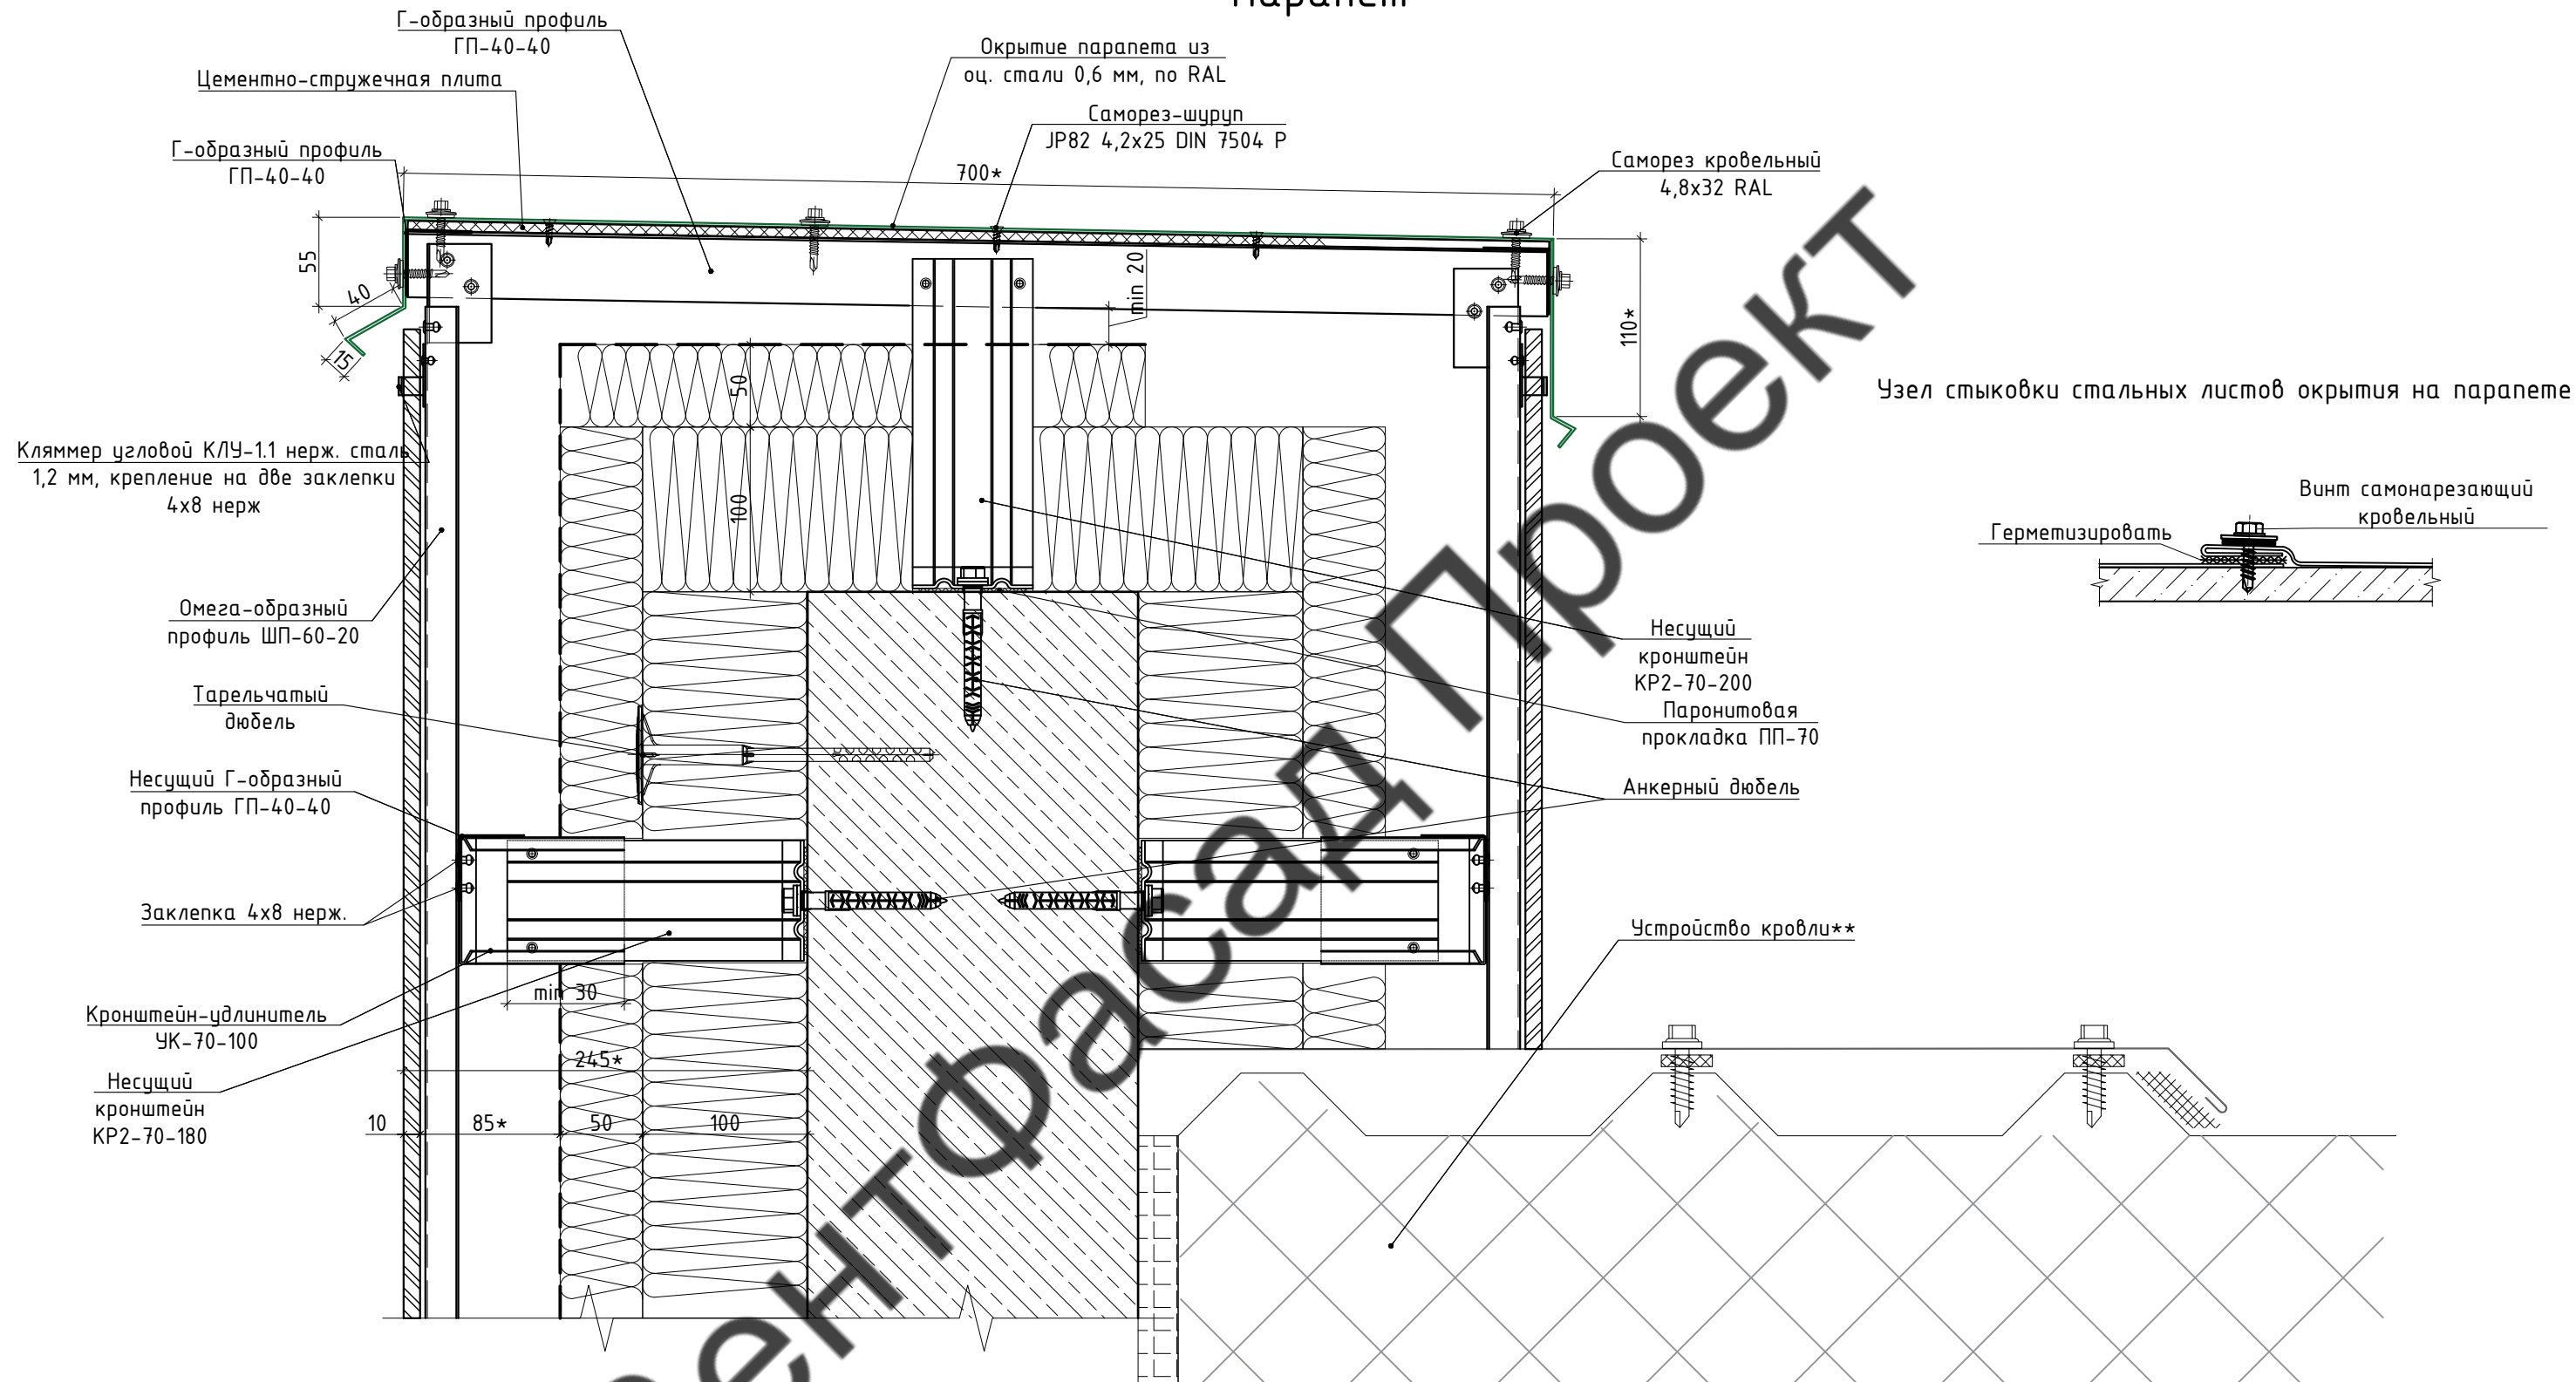 Парапет
Г-образный профиль
ГП-40-40
Цементно-стружечная плита
Г-образный профиль
ГП-40-40
Окрытие парапета из
оц. стали 0,6 мм, по RAL
Саморез-шуруп
JP82 4,2x25 DIN 7504 P
Саморез кровельный
4,8x32 RAL
700*
55
40
15
min 20
110*
50
100
Кляммер угловой КЛУ-1.1 нерж. сталь
1,2 мм, крепление на две заклепки
4x8 нерж
Омега-образный
профиль ШП-60-20
Тарельчатый
дюбель
Несущий Г-образный
профиль ГП-40-40
Заклепка 4x8 нерж.
Кронштейн-удлинитель
УК-70-100
Несущий
кронштейн
КР2-70-180
min 30
245*
10
85*
50
100
Несущий
кронштейн
КР2-70-200
Паронитовая
прокладка ПП-70
Анкерный дюбель
Устройство кровли**
Узел стыковки стальных листов окрытия на парапете
Герметизировать
Винт самонарезающий
кровельный
ентФасад Проект